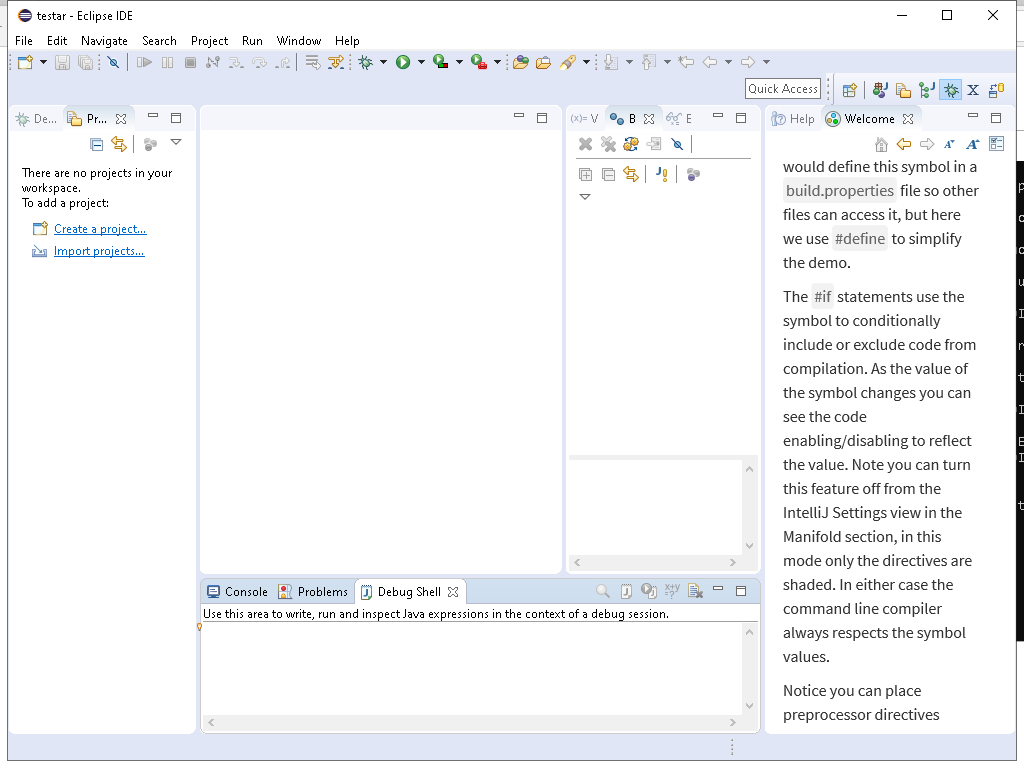 testar - Eclipse IDE
File Edit Navigate Search Project Run Window Help
Quick Access
De...
Pr...
There are no projects in your
workspace.
To add a project:
Create a project...
Import projects...
(x)= V
B
E
Help
Welcome
would define this symbol in a
build.properties file so other
files can access it, but here
we use #define to simplify
the demo.
The #if statements use the
symbol to conditionally
include or exclude code from
compilation. As the value of
the symbol changes you can
see the code
enabling/disabling to reflect
the value. Note you can turn
this feature off from the
IntelliJ Settings view in the
Manifold section, in this
mode only the directives are
shaded. In either case the
command line compiler
always respects the symbol
values.
Notice you can place
preprocessor directives
Console
Problems
Debug Shell
Use this area to write, run and inspect Java expressions in the context of a debug session.